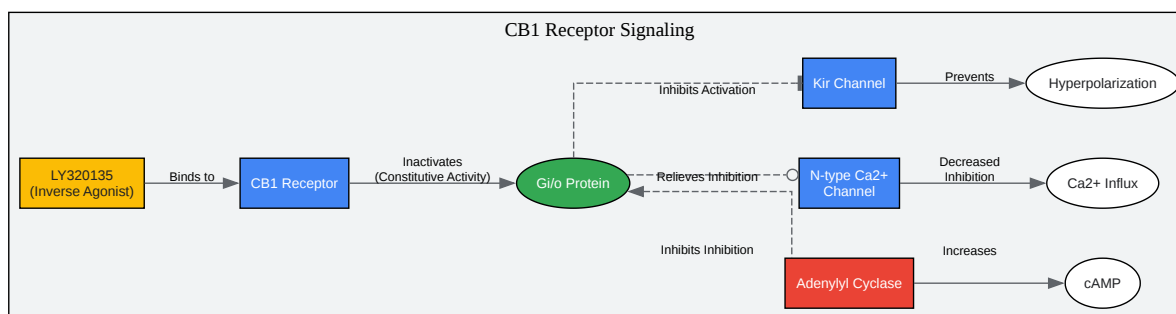 CB1 Receptor Signaling
Kir Channel
Prevents
Hyperpolarization
Inhibits Activation
LY320135
(Inverse Agonist)
Binds to
CB1 Receptor
Inactivates
(Constitutive Activity)
Gi/o Protein
Relieves Inhibition
N-type Ca2+
Channel
Decreased
Inhibition
Ca2+ Influx
Inhibits Inhibition
Adenylyl Cyclase
Increases
cAMP